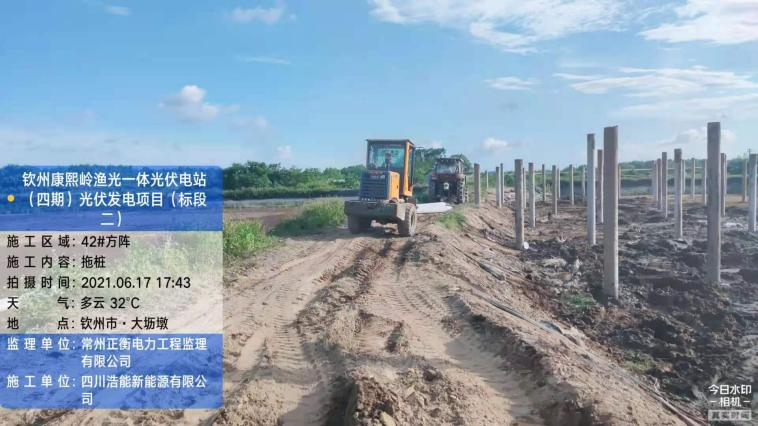 钦州康熙岭渔光一体光伏电站
（四期）光伏发电项目（标段
二）
施工区域：42#方阵
施工内容：拖桩
拍摄时间：2021.06.17 17:43
天 气：多云 32℃
地 点：钦州市·大坜墩
监理单位：常州正衡电力工程监理
有限公司
施工单位：四川浩能新能源有限公
司
今日水印
相机
真实时间